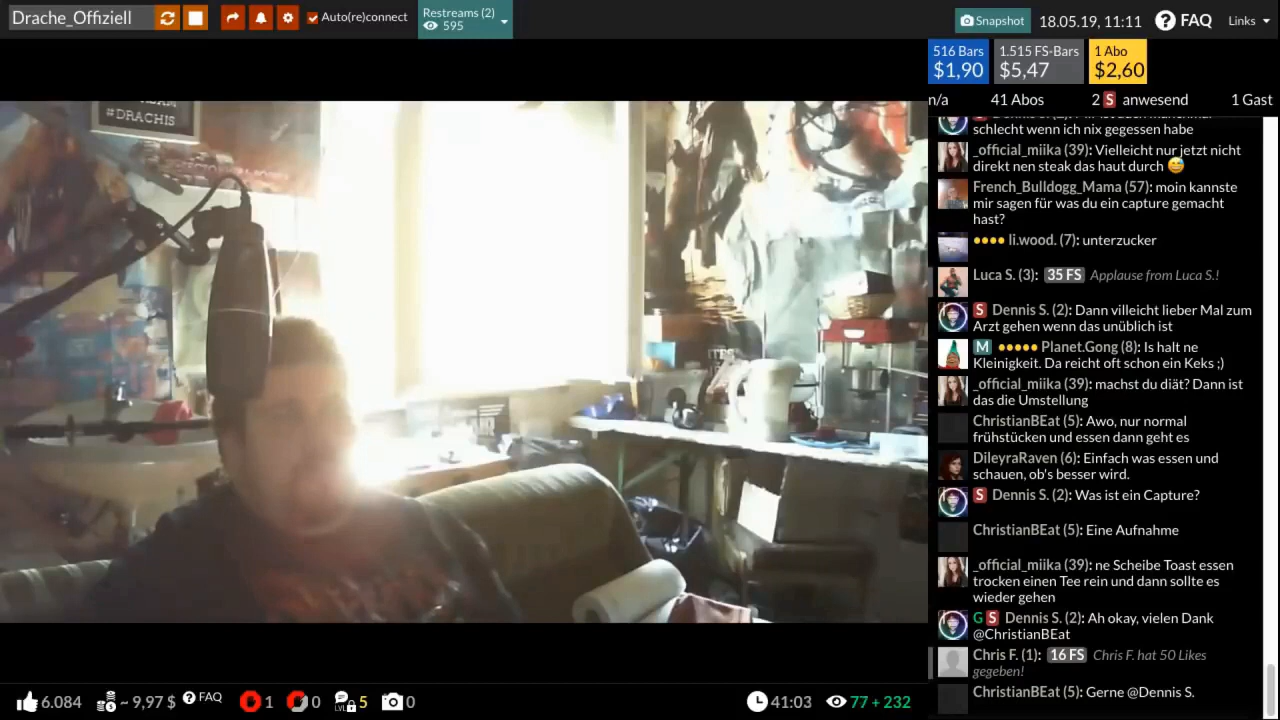 Drache_Offiziell
Auto(re)connect
Restreams (2)
595
Snapshot
18.05.19, 11:11
FAQ
Links
516 Bars
$1,90
1.515 FS-Bars
$5,47
1 Abo
$2,60
n/a
41 Abos
2 S anwesend
1 Gast
#DRACHIS
schlecht wenn ich nix gegessen habe
_official_miika (39): Vielleicht nur jetzt nicht
direkt nen steak das haut durch 😅
French_Bulldogg_Mama (57): moin kannste
mir sagen für was du ein capture gemacht
hast?
li.wood. (7): unterzucker
Luca S. (3): 35 FS Applause from Luca S.!
S Dennis S. (2): Dann villeicht lieber Mal zum
Arzt gehen wenn das unüblich ist
M Planet.Gong (8): Is halt ne
Kleinigkeit. Da reicht oft schon ein Keks ;)
_official_miika (39): machst du diät? Dann ist
das die Umstellung
ChristianBEat (5): Awo, nur normal
frühstücken und essen dann geht es
DileyraRaven (6): Einfach was essen und
schauen, ob's besser wird.
S Dennis S. (2): Was ist ein Capture?
ChristianBEat (5): Eine Aufnahme
_official_miika (39): ne Scheibe Toast essen
trocken einen Tee rein und dann sollte es
wieder gehen
G S Dennis S. (2): Ah okay, vielen Dank
@ChristianBEat
Chris F. (1): 16 FS Chris F. hat 50 Likes
gegeben!
ChristianBEat (5): Gerne @Dennis S.
6.084
~ 9,97 $
FAQ
1
0
LVL
5
0
41:03
77 + 232